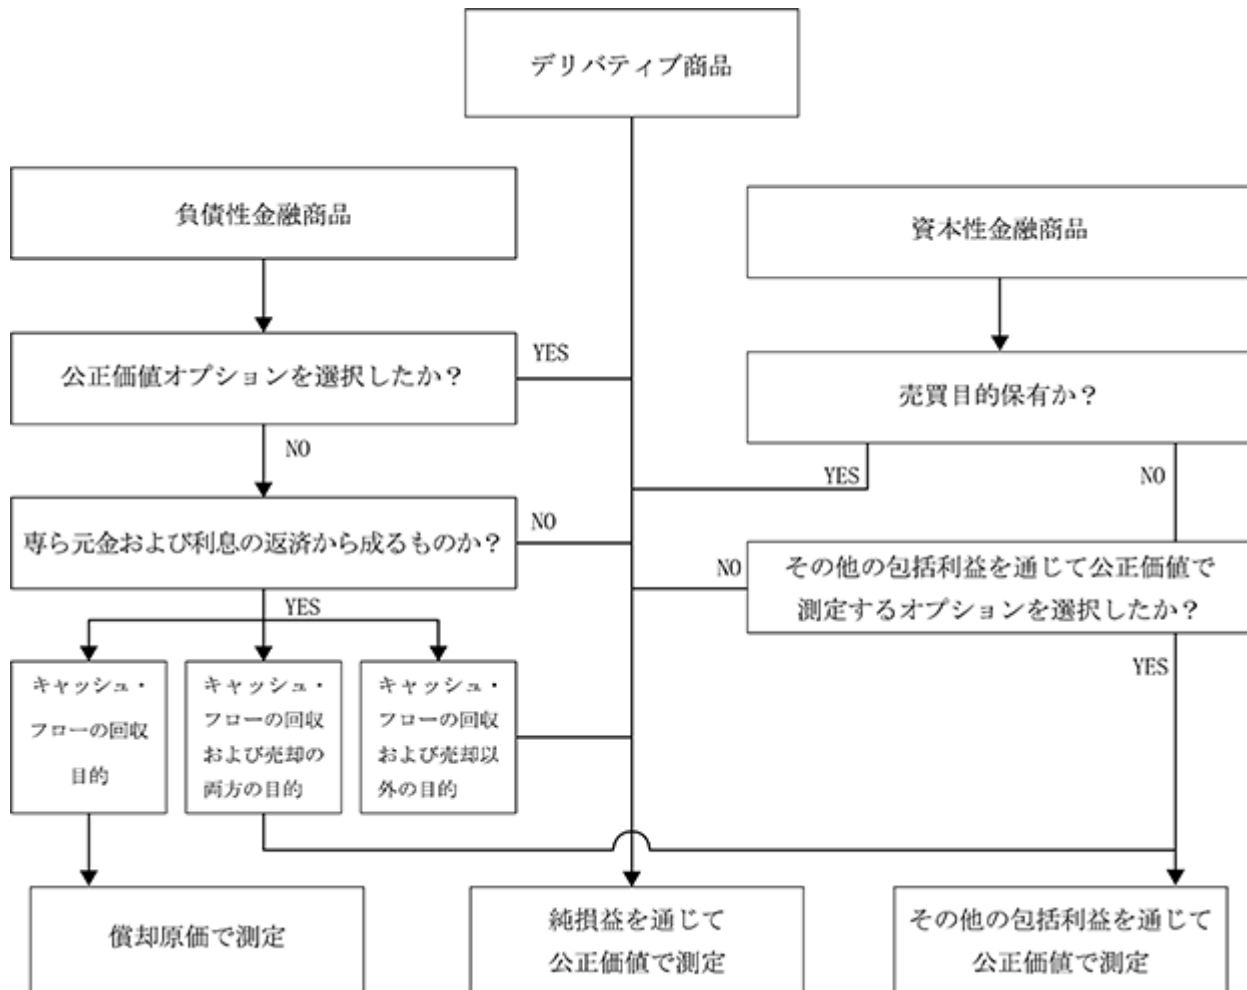 デリバティブ商品
負債性金融商品
資本性金融商品
公正価値オプションを選択したか？
YES
売買目的保有か？
NO
YES
NO
専ら元金および利息の返済から成るものか？
NO
NO
その他の包括利益を通じて公正価値で
測定するオプションを選択したか？
YES
YES
キャッシュ・
フローの回収
目的
キャッシュ・
フローの回収
および売却の
両方の目的
キャッシュ・
フローの回収
および売却以
外の目的
償却原価で測定
純損益を通じて
公正価値で測定
その他の包括利益を通じて
公正価値で測定